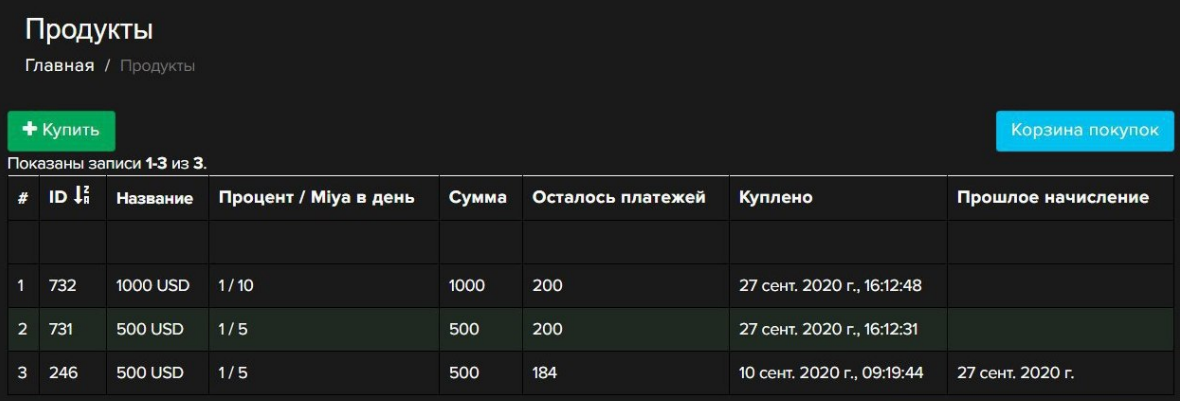 Продукты
Главная / Продукты
Купить
Корзина покупок
Показаны записи 1-3 из 3.
# ID Название Процент / Miya в день Сумма Осталось платежей Куплено Прошлое начисление
1 732 1000 USD 1 / 10 1000 200 27 сент. 2020 г., 16:12:48
2 731 500 USD 1 / 5 500 200 27 сент. 2020 г., 16:12:31
3 246 500 USD 1 / 5 500 184 10 сент. 2020 г., 09:19:44 27 сент. 2020 г.